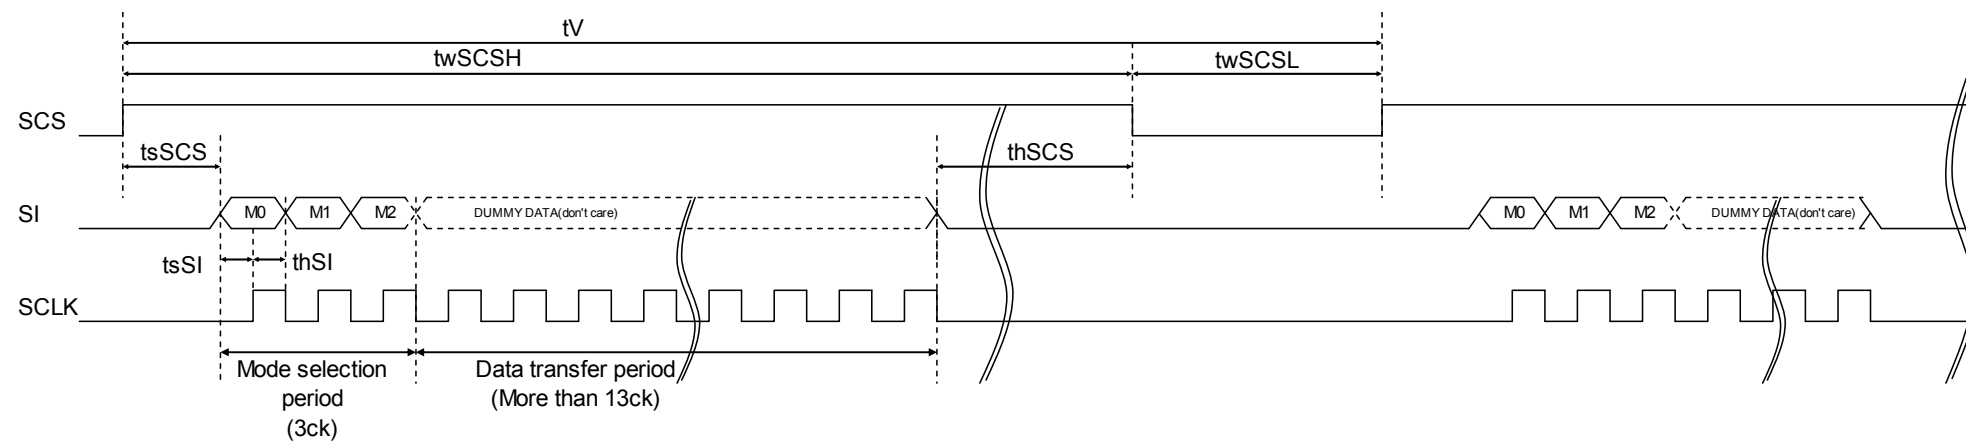 tV
twSCSH
twSCSL
SCS
tsSCS
thSCS
SI
M0
M1
M2
DUMMY DATA(don't care)
M0
M1
M2
DUMMY DATA(don't care)
tsSI
thSI
SCLK
Mode selection
period
(3ck)
Data transfer period
(More than 13ck)